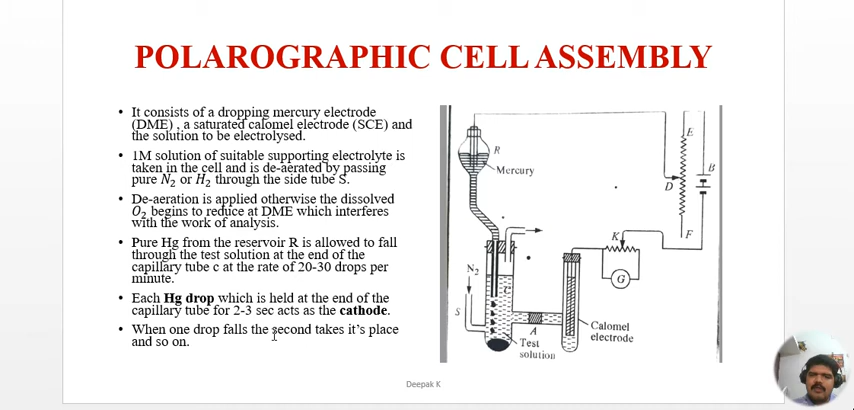 POLAROGRAPHIC CELL ASSEMBLY
• It consists of a dropping mercury electrode
(DME) , a saturated calomel electrode (SCE) and
the solution to be electrolysed.
• 1M solution of suitable supporting electrolyte is
taken in the cell and is de-aerated by passing
pure N₂ or H₂ through the side tube S.
• De-aeration is applied otherwise the dissolved
O₂ begins to reduce at DME which interferes
with the work of analysis.
• Pure Hg from the reservoir R is allowed to fall
through the test solution at the end of the
capillary tube c at the rate of 20-30 drops per
minute.
• Each Hg drop which is held at the end of the
capillary tube for 2-3 sec acts as the cathode.
• When one drop falls the second takes it's place
and so on.
R
Mercury
E
B
D
F
K
G
N₂
C
S
A
Test
solution
Calomel
electrode
Deepak K